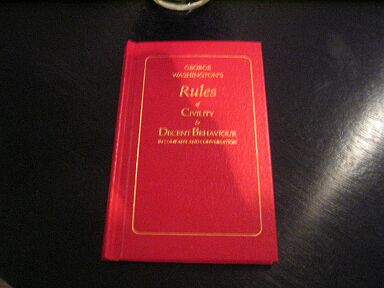 GEORGE
WASHINGTON'S
Rules
of
CIVILITY
&
DECENT BEHAVIOUR
IN COMPANY AND CONVERSATION